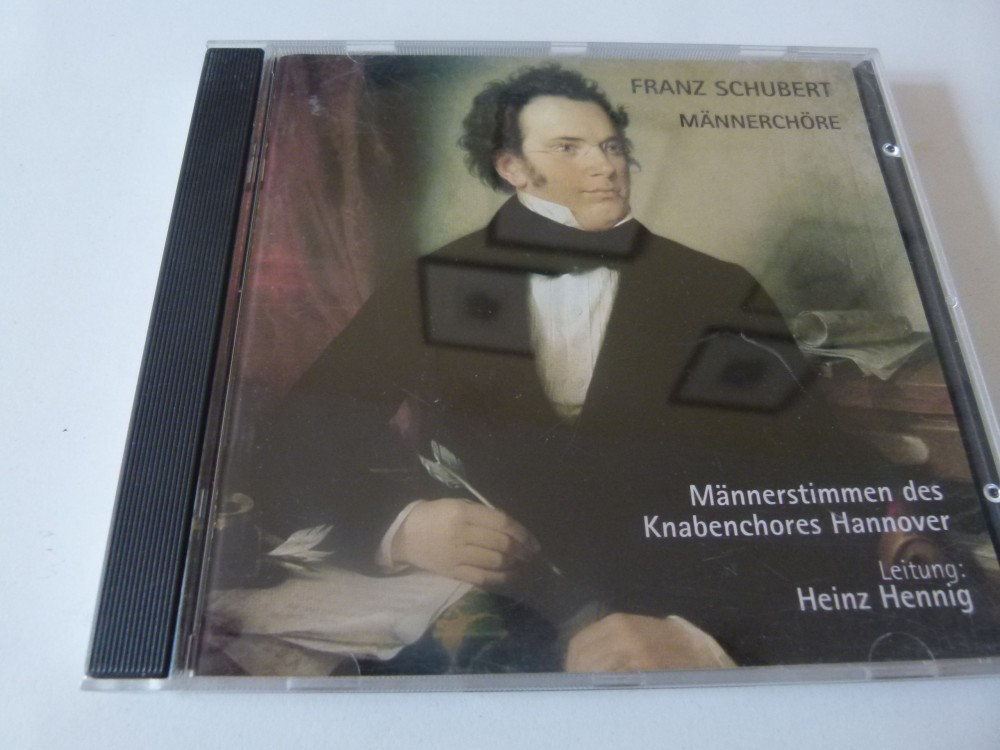 FRANZ SCHUBERT
MÄNNERCHÖRE
Männerstimmen des
Knabenchores Hannover
Leitung:
Heinz Hennig